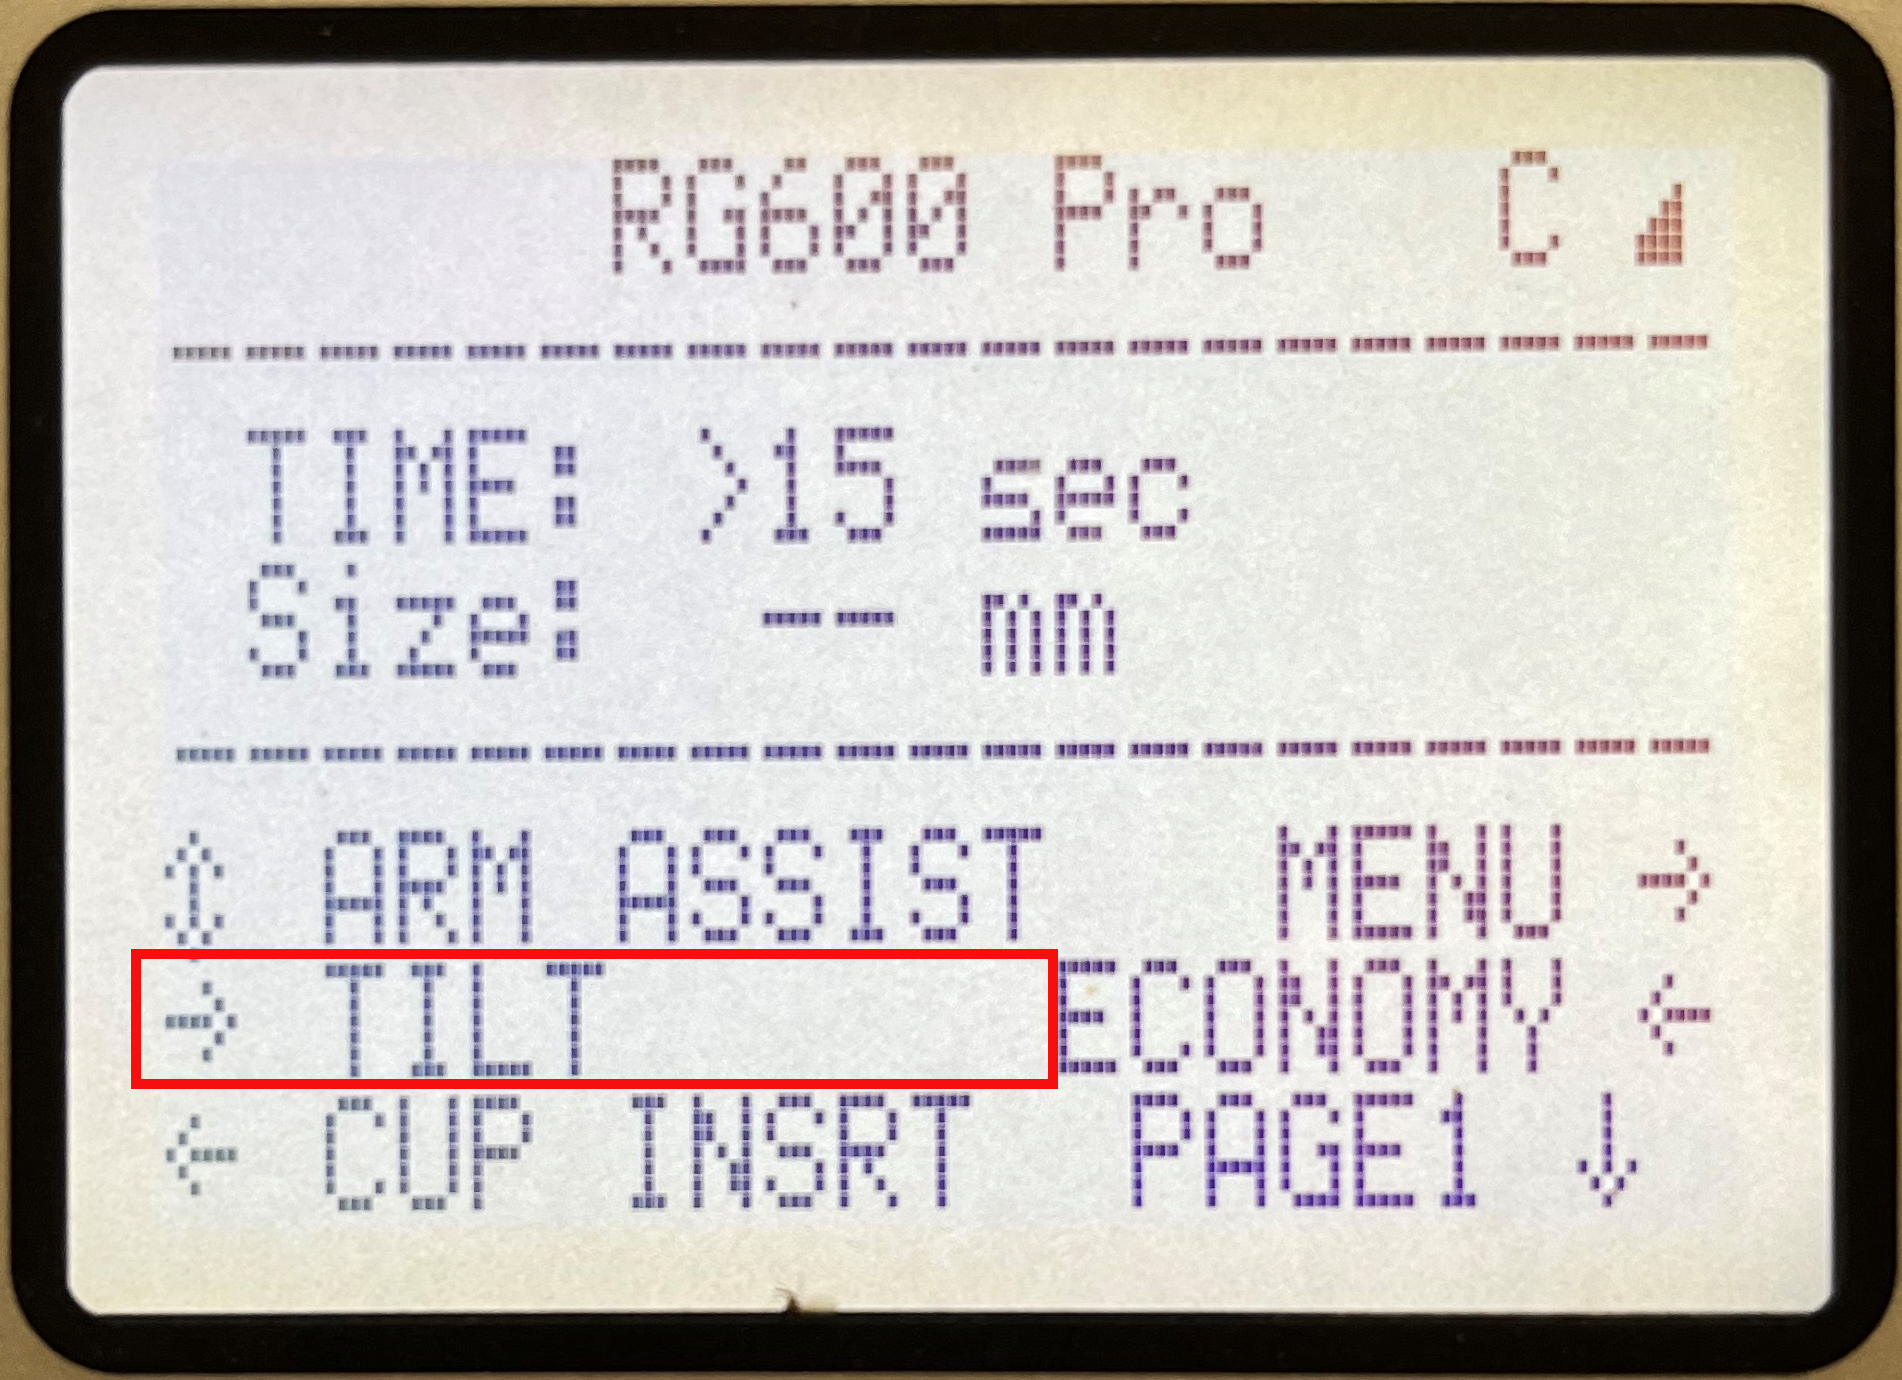 RG600 Pro C ◢
---------------------
TIME: >15 sec
Size: -- mm
---------------------
↕ ARM ASSIST MENU →
→ TILT ECONOMY ←
← CUP INSRT PAGE1 ↓